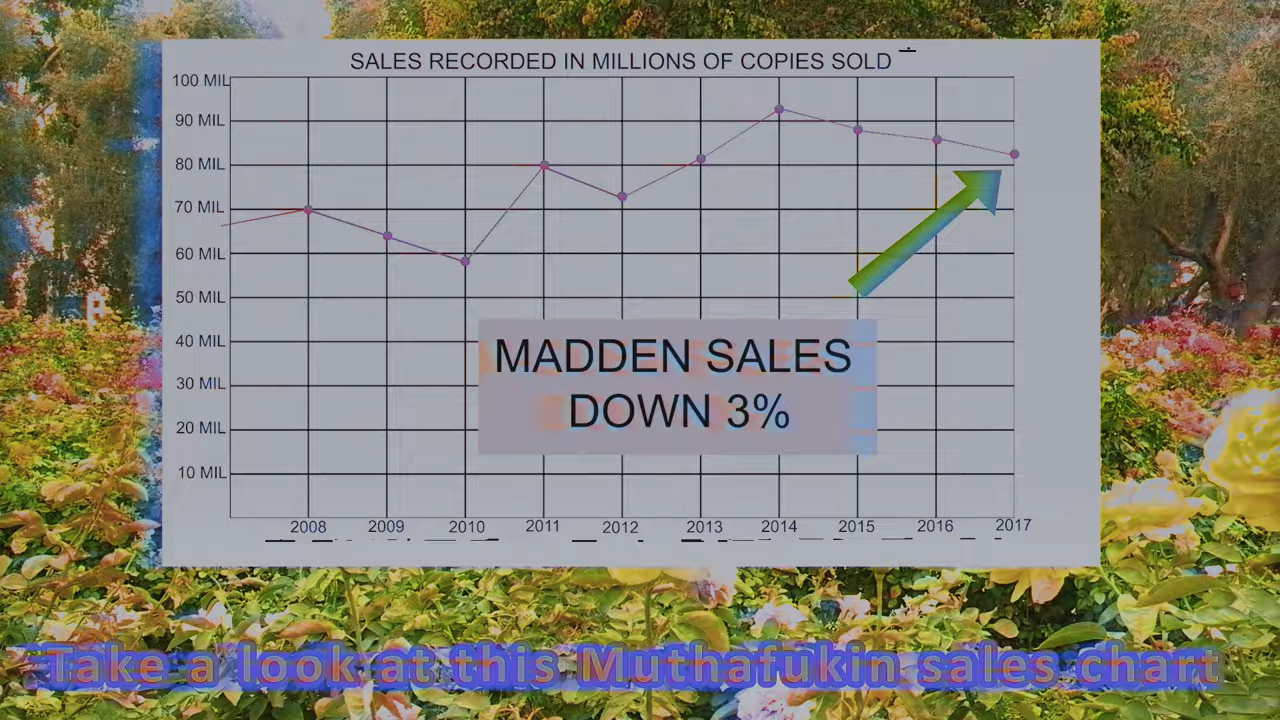 SALES RECORDED IN MILLIONS OF COPIES SOLD
100 MIL
90 MIL
80 MIL
70 MIL
60 MIL
50 MIL
40 MIL
30 MIL
20 MIL
10 MIL
MADDEN SALES
DOWN 3%
2008 2009 2010 2011 2012 2013 2014 2015 2016 2017
Take a look at this Muthafukin sales chart